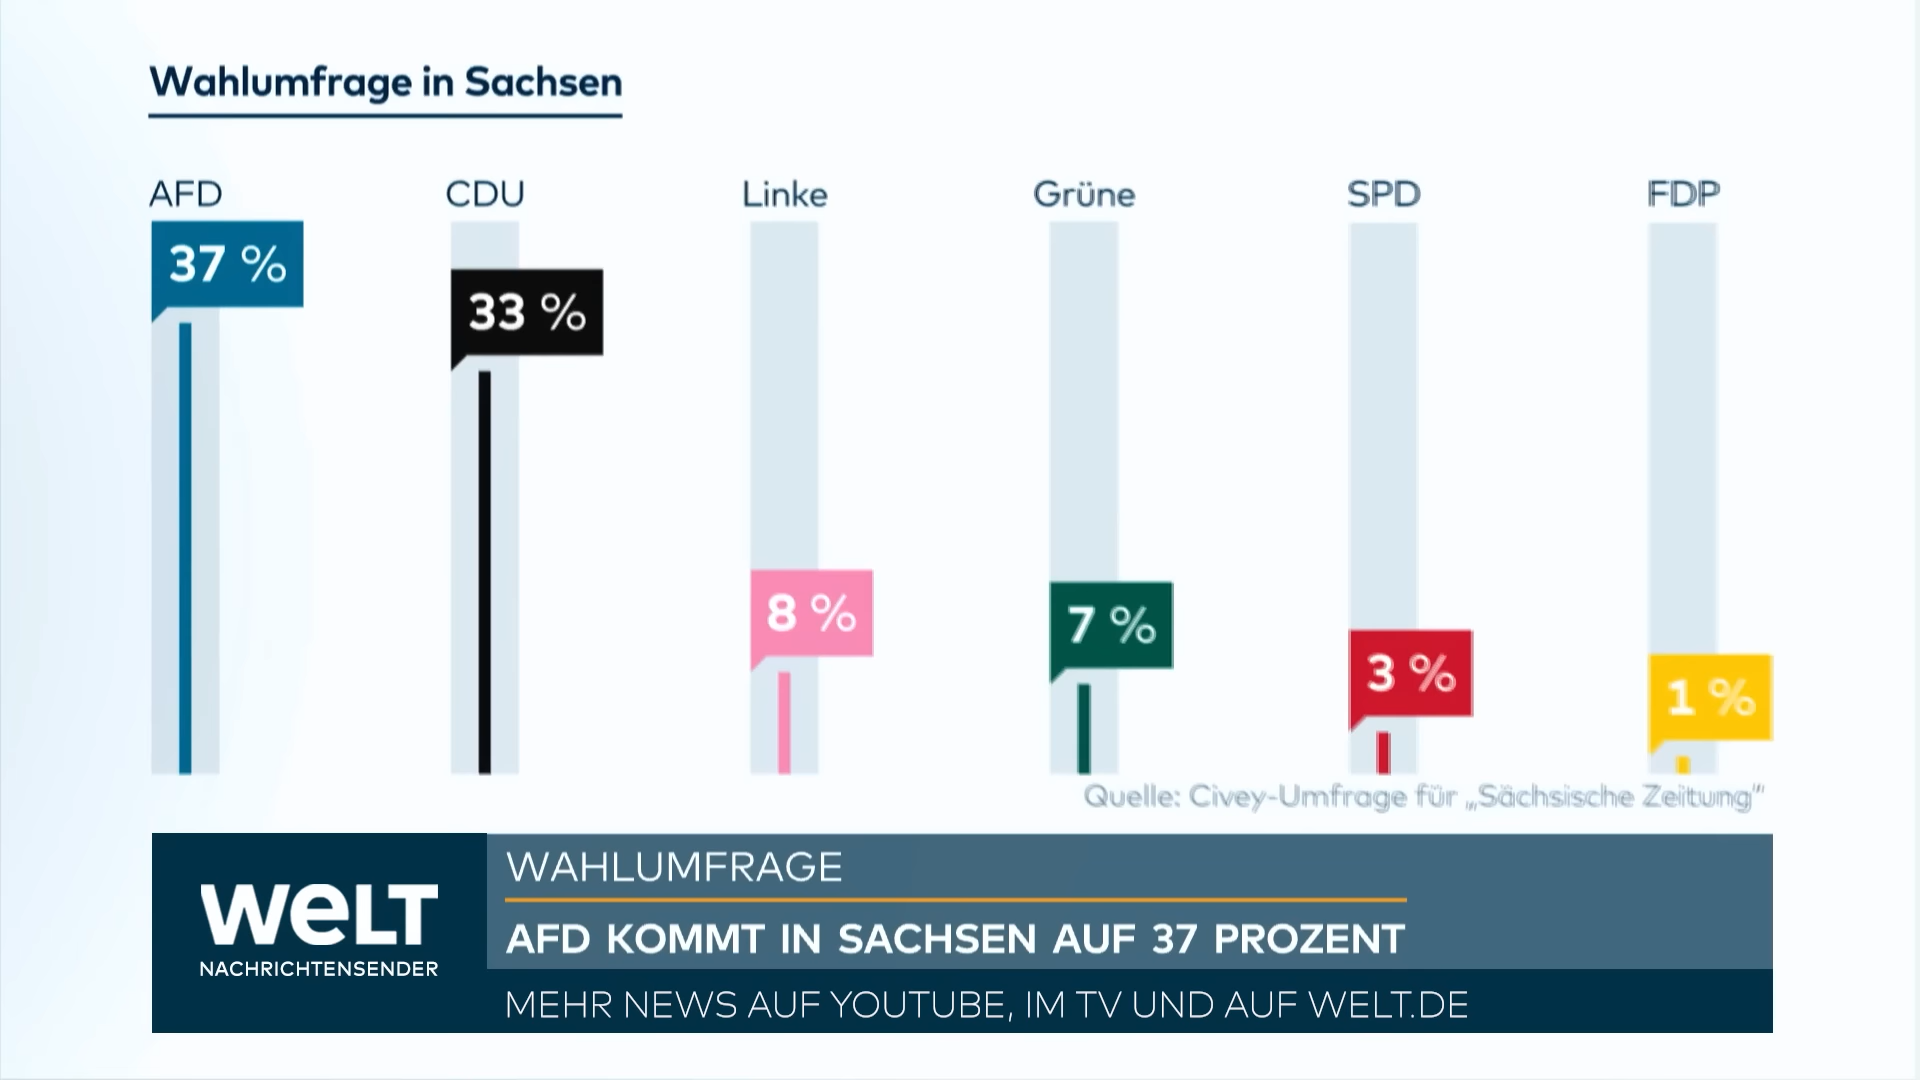 Wahlumfrage in Sachsen
AFD CDU Linke Grüne SPD FDP
37 %
33 %
8 %
7 %
3 %
1 %
Quelle: Civey-Umfrage für „Sächsische Zeitung“
WELT
NACHRICHTENSENDER
WAHLUMFRAGE
AFD KOMMT IN SACHSEN AUF 37 PROZENT
MEHR NEWS AUF YOUTUBE, IM TV UND AUF WELT.DE